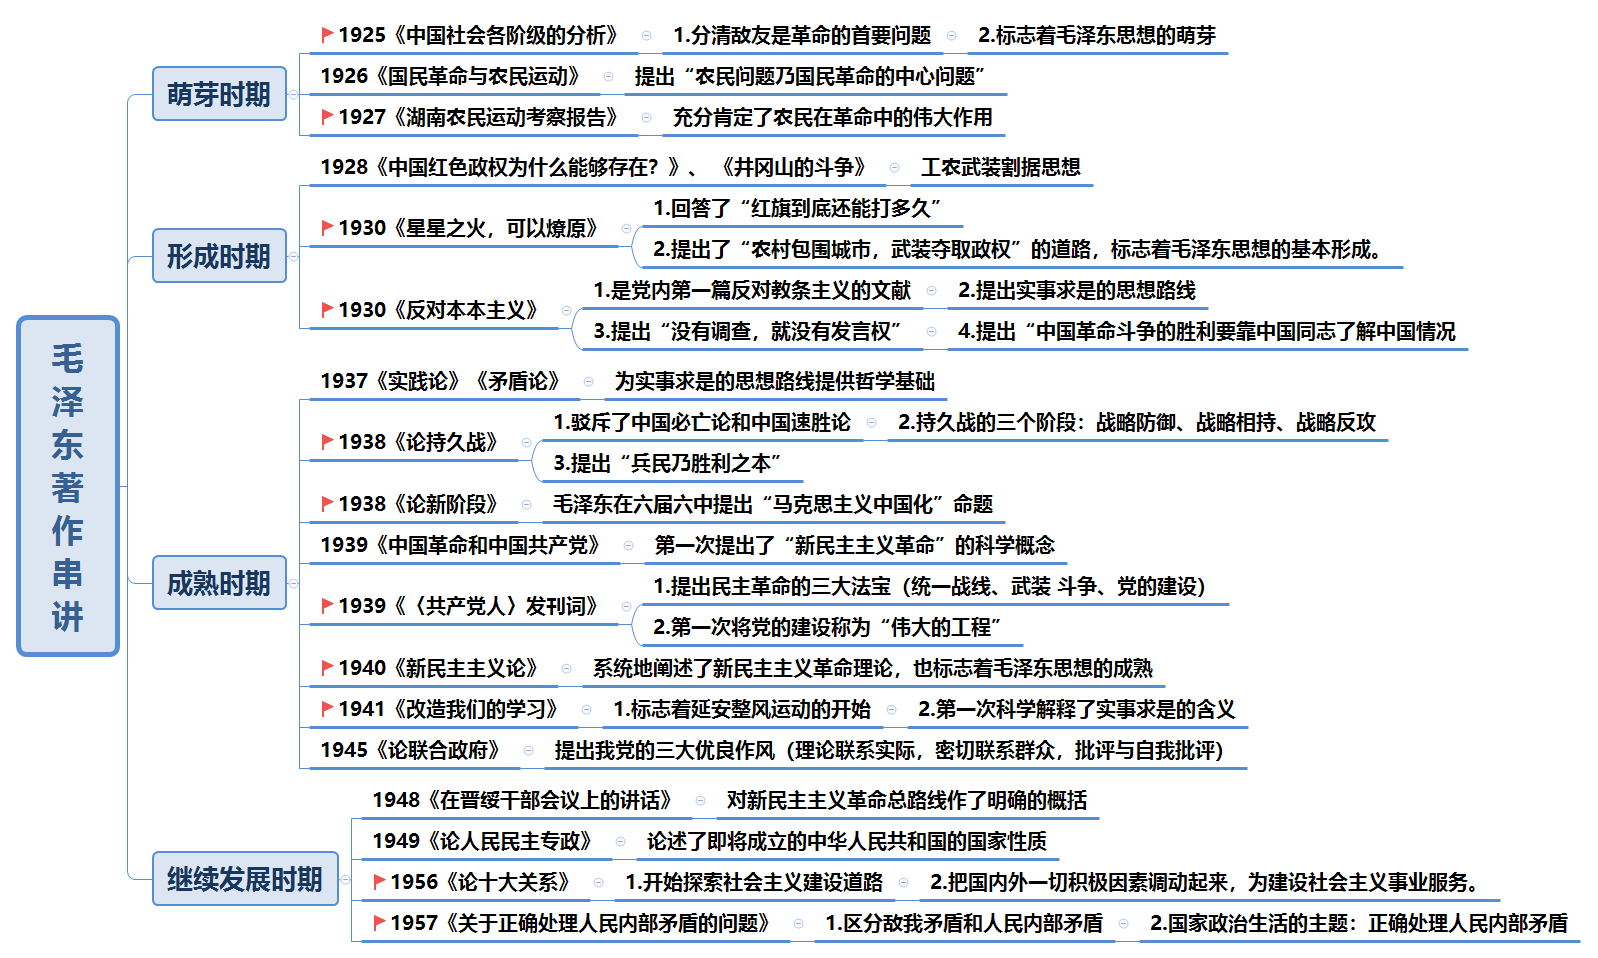 毛泽东著作串讲
萌芽时期
1925《中国社会各阶级的分析》 1.分清敌友是革命的首要问题 2.标志着毛泽东思想的萌芽
1926《国民革命与农民运动》 提出“农民问题乃国民革命的中心问题”
1927《湖南农民运动考察报告》 充分肯定了农民在革命中的伟大作用
形成时期
1928《中国红色政权为什么能够存在？》、《井冈山的斗争》 工农武装割据思想
1930《星星之火，可以燎原》
1.回答了“红旗到底还能打多久”
2.提出了“农村包围城市，武装夺取政权”的道路，标志着毛泽东思想的基本形成。
1930《反对本本主义》
1.是党内第一篇反对教条主义的文献 2.提出实事求是的思想路线
3.提出“没有调查，就没有发言权” 4.提出“中国革命斗争的胜利要靠中国同志了解中国情况
成熟时期
1937《实践论》《矛盾论》 为实事求是的思想路线提供哲学基础
1938《论持久战》
1.驳斥了中国必亡论和中国速胜论 2.持久战的三个阶段：战略防御、战略相持、战略反攻
3.提出“兵民乃胜利之本”
1938《论新阶段》 毛泽东在六届六中提出“马克思主义中国化”命题
1939《中国革命和中国共产党》 第一次提出了“新民主主义革命”的科学概念
1939《〈共产党人〉发刊词》
1.提出民主革命的三大法宝（统一战线、武装 斗争、党的建设）
2.第一次将党的建设称为“伟大的工程”
1940《新民主主义论》 系统地阐述了新民主主义革命理论，也标志着毛泽东思想的成熟
1941《改造我们的学习》 1.标志着延安整风运动的开始 2.第一次科学解释了实事求是的含义
1945《论联合政府》 提出我党的三大优良作风（理论联系实际，密切联系群众，批评与自我批评）
继续发展时期
1948《在晋绥干部会议上的讲话》 对新民主主义革命总路线作了明确的概括
1949《论人民民主专政》 论述了即将成立的中华人民共和国的国家性质
1956《论十大关系》 1.开始探索社会主义建设道路 2.把国内外一切积极因素调动起来，为建设社会主义事业服务。
1957《关于正确处理人民内部矛盾的问题》 1.区分敌我矛盾和人民内部矛盾 2.国家政治生活的主题：正确处理人民内部矛盾